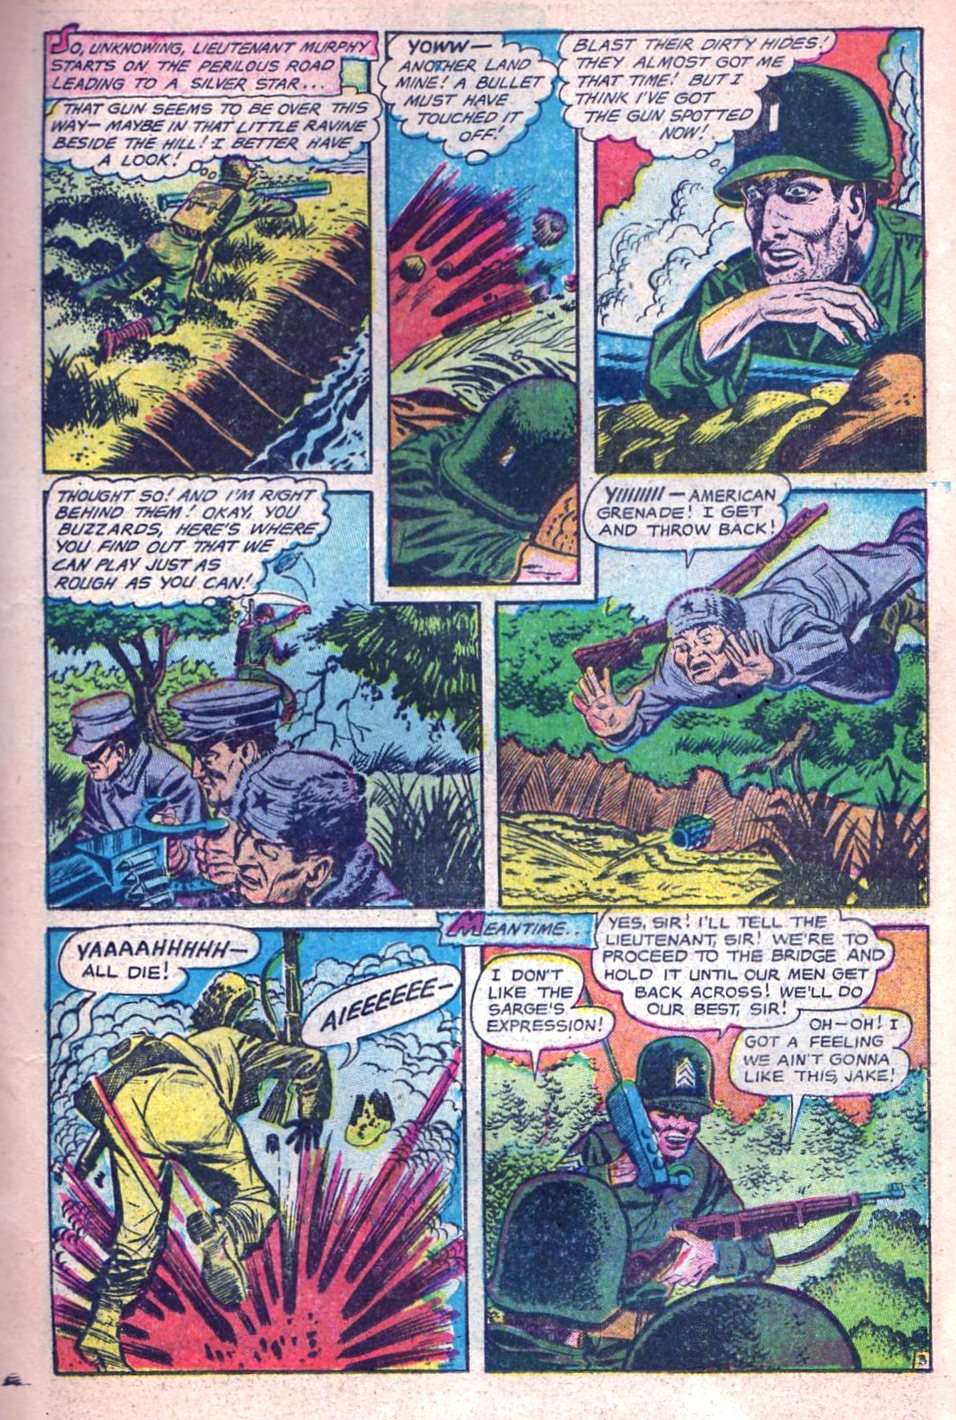 SO, UNKNOWING, LIEUTENANT MURPHY
STARTS ON THE PERILOUS ROAD
LEADING TO A SILVER STAR...
THAT GUN SEEMS TO BE OVER THIS
WAY— MAYBE IN THAT LITTLE RAVINE
BESIDE THE HILL! I BETTER HAVE
A LOOK!
YOWW—
ANOTHER LAND
MINE! A BULLET
MUST HAVE
TOUCHED IT
OFF!
BLAST THEIR DIRTY HIDES!
THEY ALMOST GOT ME
THAT TIME! BUT I
THINK I'VE GOT
THE GUN SPOTTED
NOW!
THOUGHT SO! AND I'M RIGHT
BEHIND THEM! OKAY, YOU
BUZZARDS, HERE'S WHERE
YOU FIND OUT THAT WE
CAN PLAY JUST AS
ROUGH AS YOU CAN!
YIIIIIIII — AMERICAN
GRENADE! I GET
AND THROW BACK!
YAAAAHHHHH—
ALL DIE!
AIEEEEEE—
MEANTIME..
I DON'T
LIKE THE
SARGE'S
EXPRESSION!
YES, SIR! I'LL TELL THE
LIEUTENANT, SIR! WE'RE TO
PROCEED TO THE BRIDGE AND
HOLD IT UNTIL OUR MEN GET
BACK ACROSS! WE'LL DO
OUR BEST, SIR!
OH-OH! I
GOT A FEELING
WE AIN'T GONNA
LIKE THIS, JAKE!
3